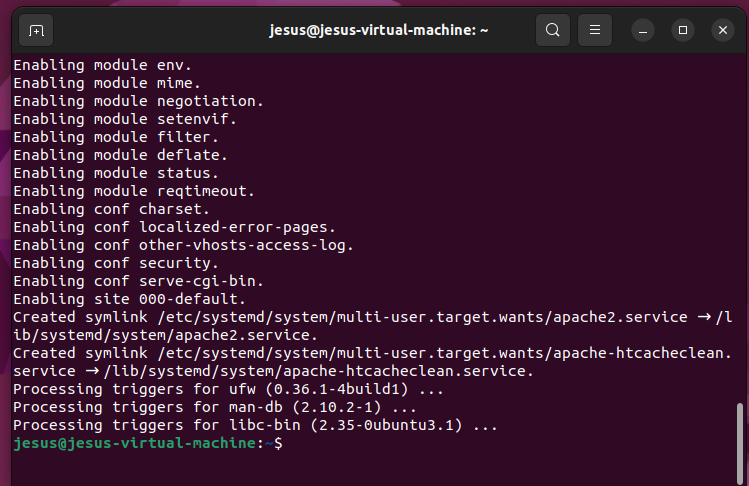 jesus@jesus-virtual-machine: ~
Enabling module env.
Enabling module mime.
Enabling module negotiation.
Enabling module setenvif.
Enabling module filter.
Enabling module deflate.
Enabling module status.
Enabling module reqtimeout.
Enabling conf charset.
Enabling conf localized-error-pages.
Enabling conf other-vhosts-access-log.
Enabling conf security.
Enabling conf serve-cgi-bin.
Enabling site 000-default.
Created symlink /etc/systemd/system/multi-user.target.wants/apache2.service → /l
ib/systemd/system/apache2.service.
Created symlink /etc/systemd/system/multi-user.target.wants/apache-htcacheclean.
service → /lib/systemd/system/apache-htcacheclean.service.
Processing triggers for ufw (0.36.1-4build1) ...
Processing triggers for man-db (2.10.2-1) ...
Processing triggers for libc-bin (2.35-0ubuntu3.1) ...
jesus@jesus-virtual-machine:~$